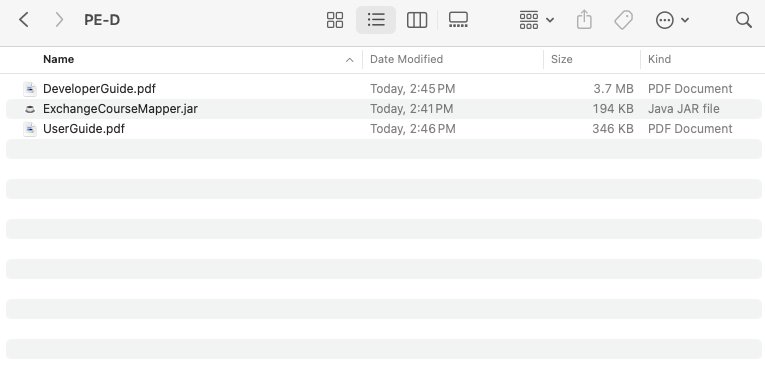 PE-D
Name Date Modified Size Kind
DeveloperGuide.pdf Today, 2:45 PM 3.7 MB PDF Document
ExchangeCourseMapper.jar Today, 2:41 PM 194 KB Java JAR file
UserGuide.pdf Today, 2:46 PM 346 KB PDF Document